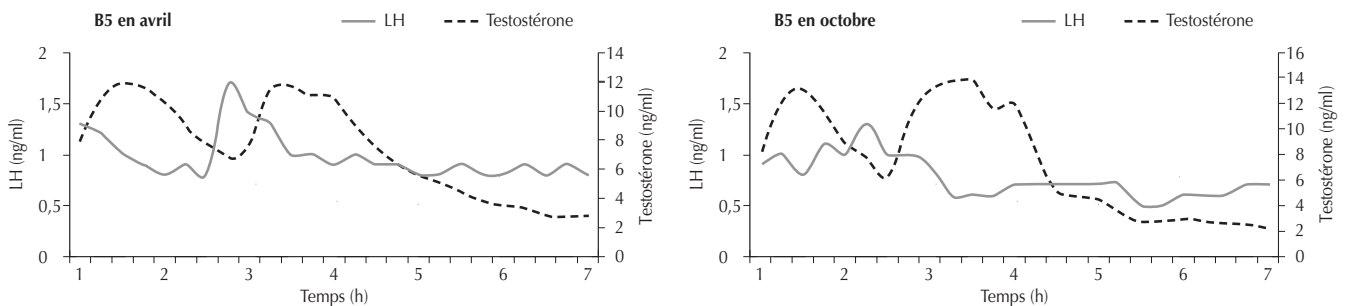 B5 en avril
LH
Testostérone
LH (ng/ml)
2
1,5
1
0,5
0
14
12
10
8
6
4
2
0
Testostérone (ng/ml)
1 2 3 4 5 6 7
Temps (h)
B5 en octobre
LH
Testostérone
LH (ng/ml)
2
1,5
1
0,5
0
16
14
12
10
8
6
4
2
0
Testostérone (ng/ml)
1 2 3 4 5 6 7
Temps (h)